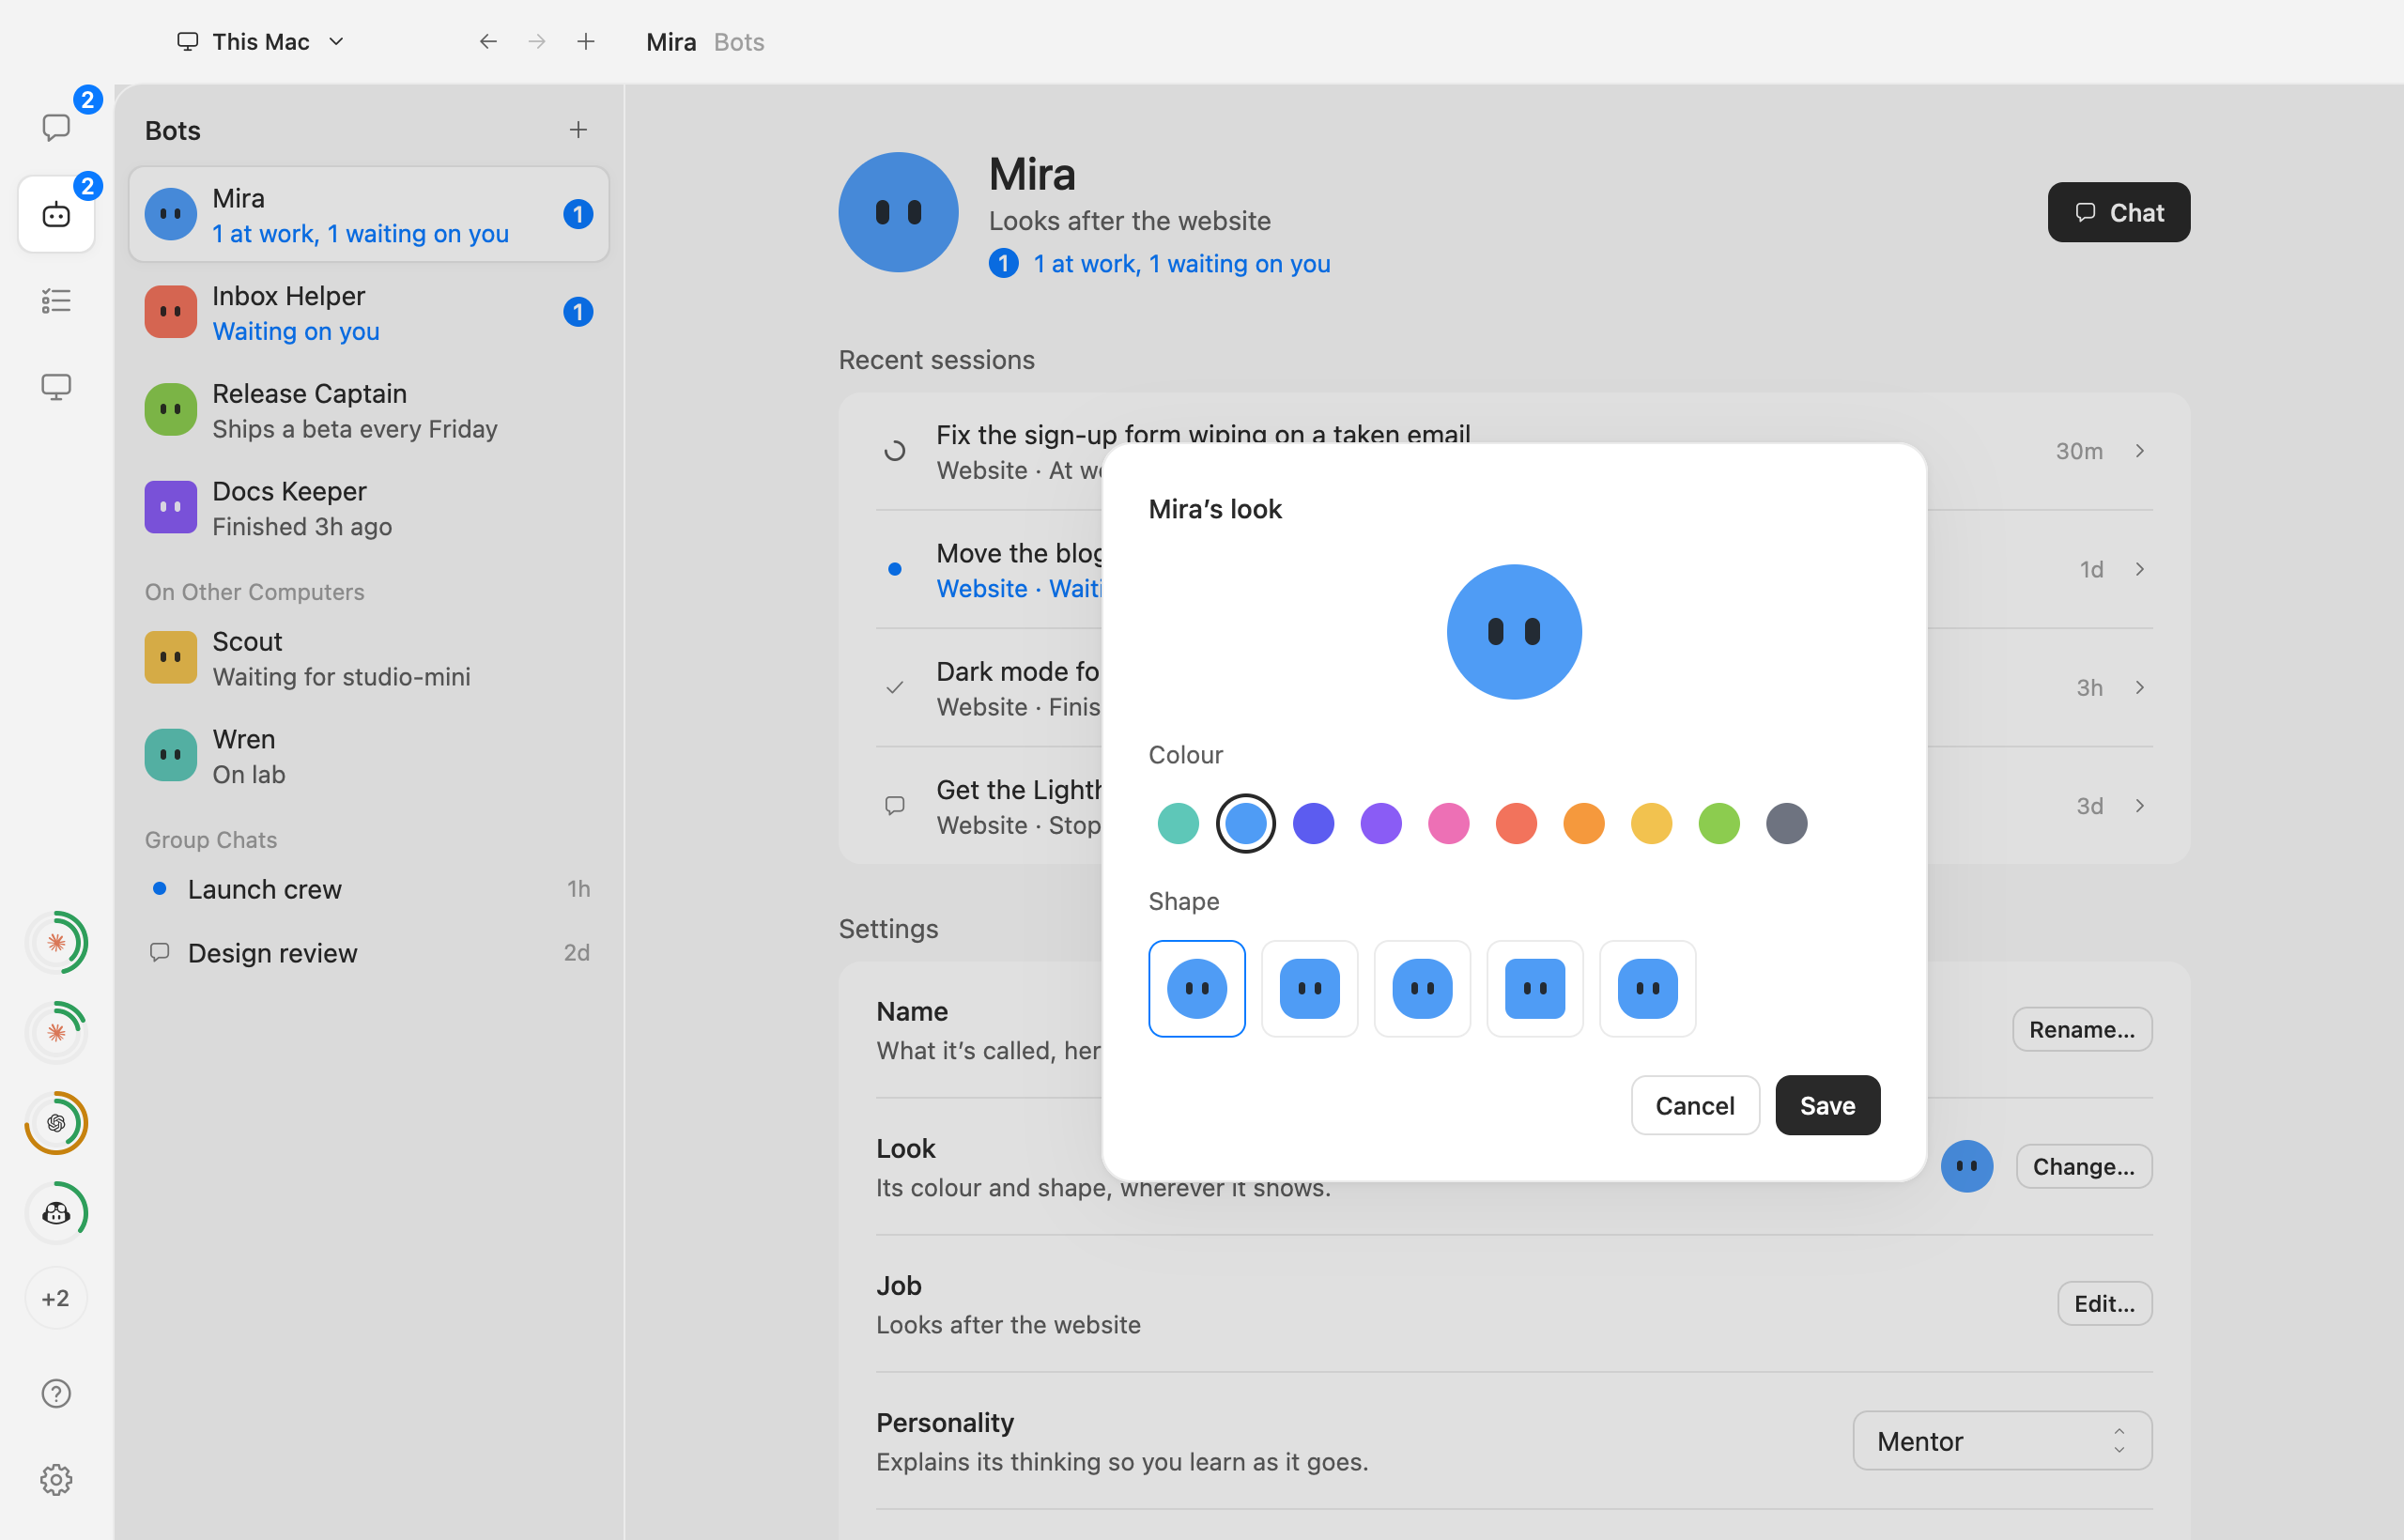 This Mac
Mira Bots
2
2
Bots
Mira
1 at work, 1 waiting on you
1
Inbox Helper
Waiting on you
1
Release Captain
Ships a beta every Friday
Docs Keeper
Finished 3h ago
On Other Computers
Scout
Waiting for studio-mini
Wren
On lab
Group Chats
Launch crew 1h
Design review 2d
+2
Mira
Looks after the website
1 1 at work, 1 waiting on you
Chat
Recent sessions
Fix the sign-up form wiping on a taken email
Website · At
30m
Move the blog
Website ·
1d
Dark mode
Website ·
3h
Get the
Website · Stop
3d
Mira’s look
Colour
Shape
Cancel
Save
Settings
Name
What it’s called,
Rename...
Look
Its colour and shape, wherever it shows.
Change...
Job
Looks after the website
Edit...
Personality
Explains its thinking so you learn as it goes.
Mentor